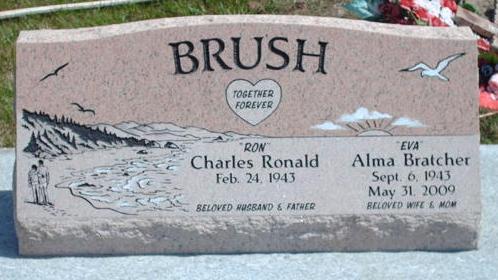 BRUSH
TOGETHER
FOREVER
"RON"
Charles Ronald
Feb. 24, 1943
BELOVED HUSBAND & FATHER
"EVA"
Alma Bratcher
Sept. 6, 1943
May 31, 2009
BELOVED WIFE & MOM